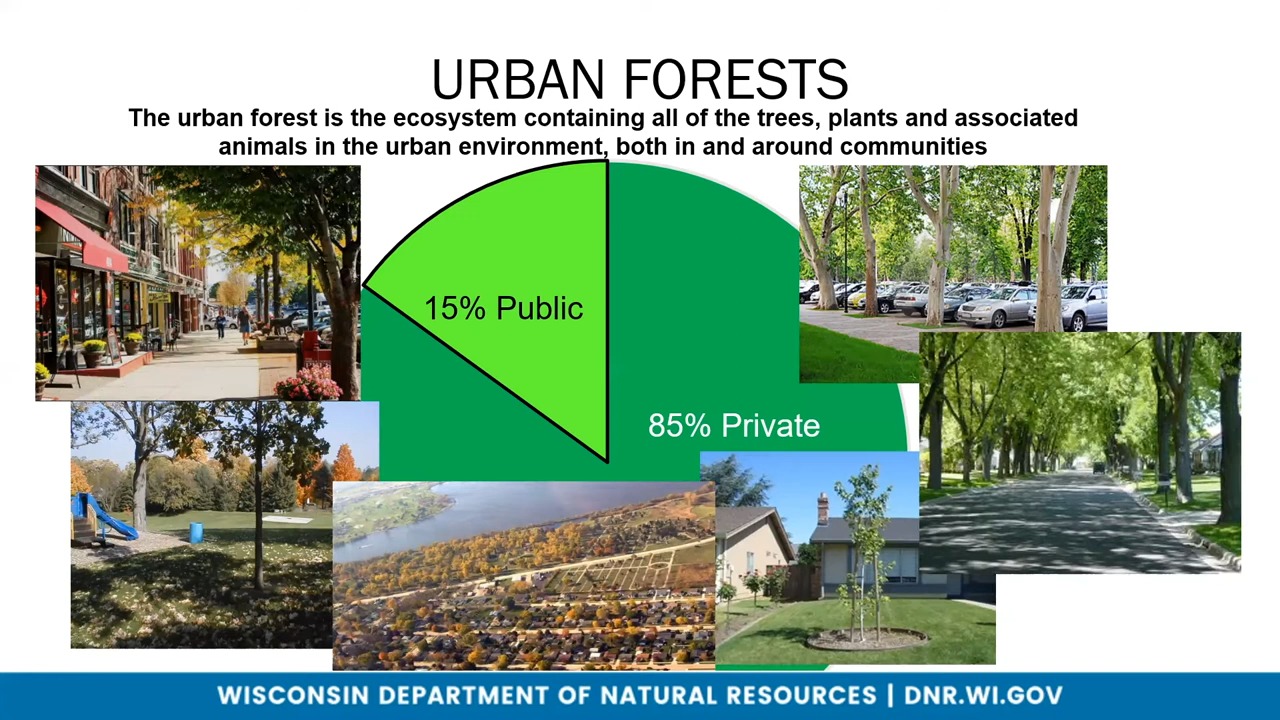 URBAN FORESTS
The urban forest is the ecosystem containing all of the trees, plants and associated
animals in the urban environment, both in and around communities
15% Public
85% Private
WISCONSIN DEPARTMENT OF NATURAL RESOURCES | DNR.WI.GOV